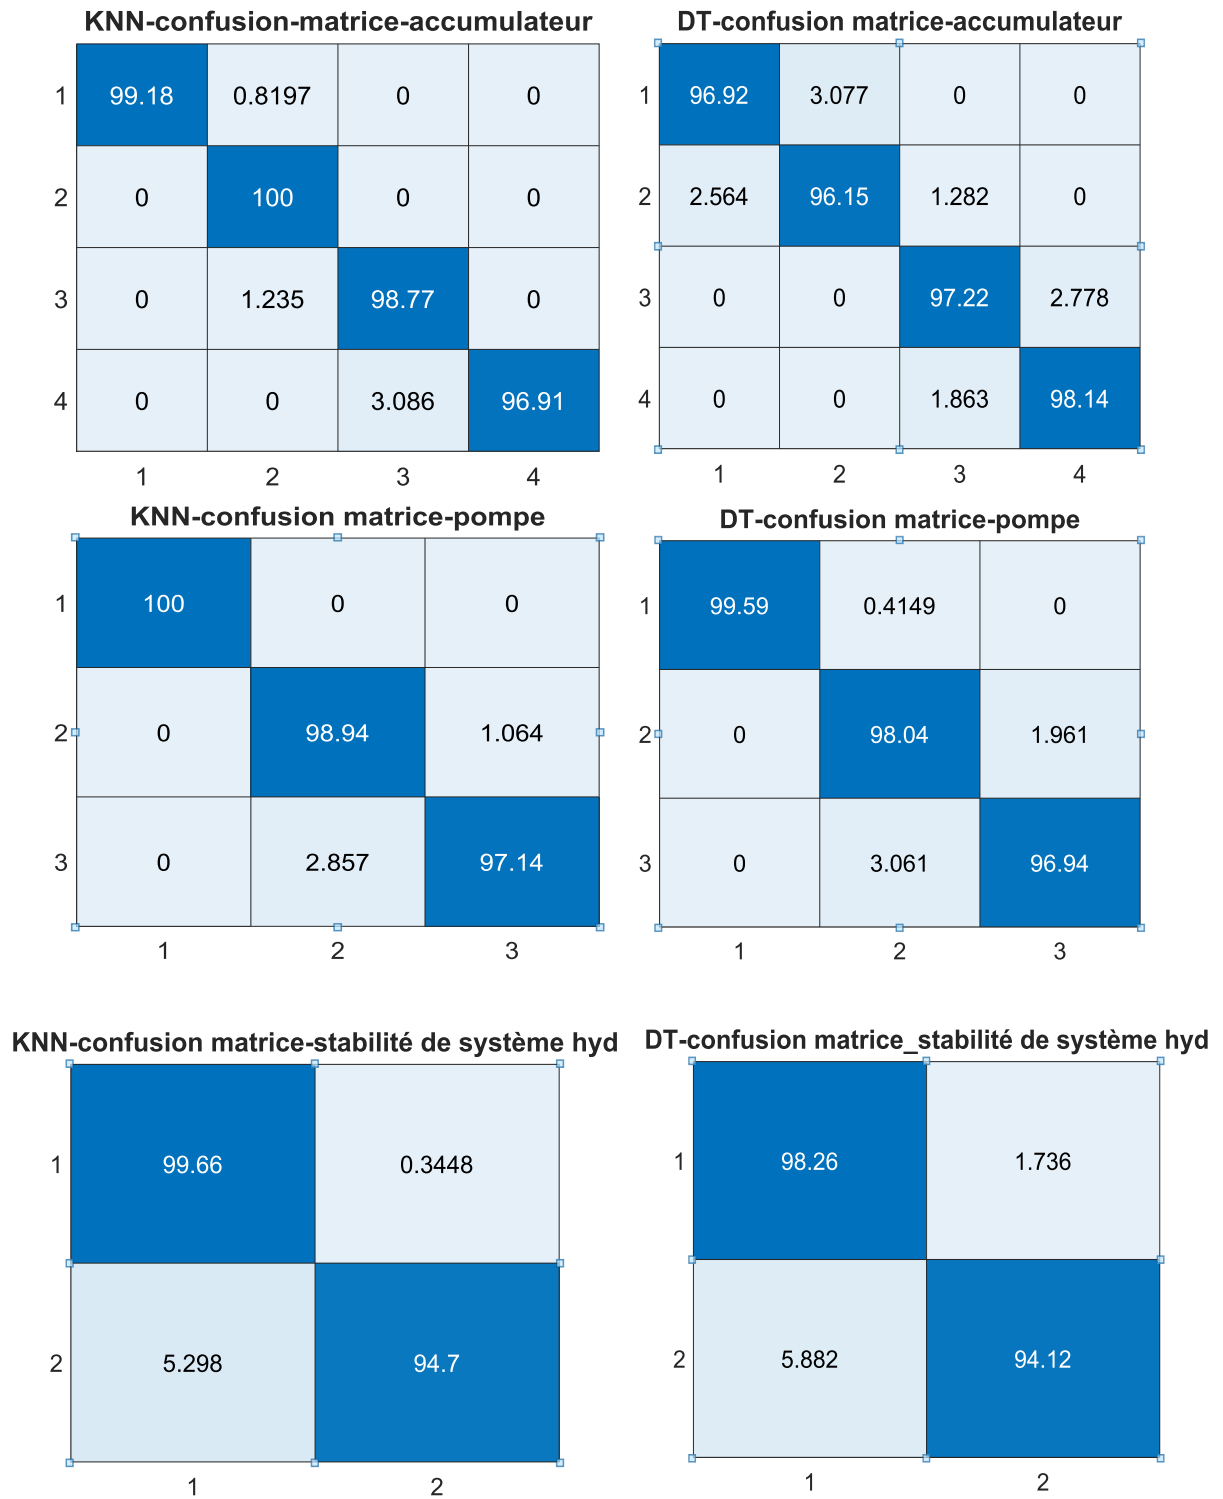 KNN-confusion-matrice-accumulateur
1 99.18 0.8197 0 0
2 0 100 0 0
3 0 1.235 98.77 0
4 0 0 3.086 96.91
1 2 3 4
DT-confusion matrice-accumulateur
1 96.92 3.077 0 0
2 2.564 96.15 1.282 0
3 0 0 97.22 2.778
4 0 0 1.863 98.14
1 2 3 4
KNN-confusion matrice-pompe
1 100 0 0
2 0 98.94 1.064
3 0 2.857 97.14
1 2 3
DT-confusion matrice-pompe
1 99.59 0.4149 0
2 0 98.04 1.961
3 0 3.061 96.94
1 2 3
KNN-confusion matrice-stabilité de système hyd
1 99.66 0.3448
2 5.298 94.7
1 2
DT-confusion matrice_stabilité de système hyd
1 98.26 1.736
2 5.882 94.12
1 2